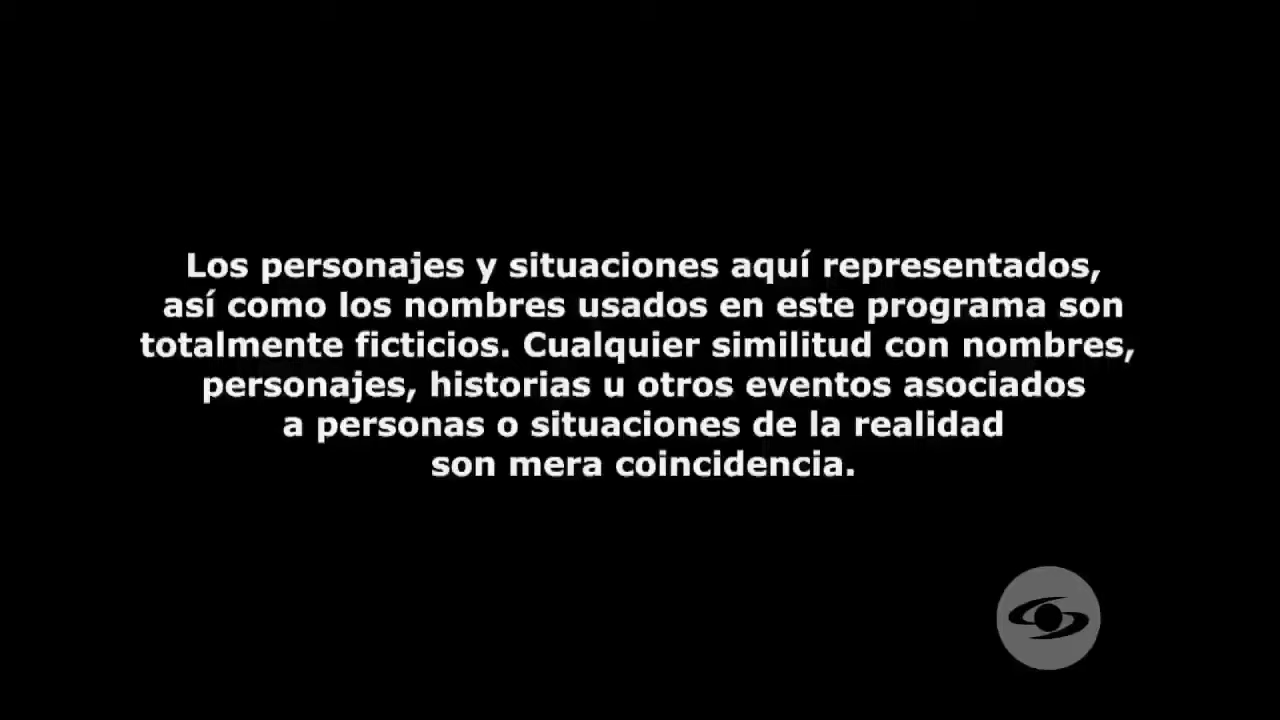 Los personajes y situaciones aquí representados,
así como los nombres usados en este programa son
totalmente ficticios. Cualquier similitud con nombres,
personajes, historias u otros eventos asociados
a personas o situaciones de la realidad
son mera coincidencia.